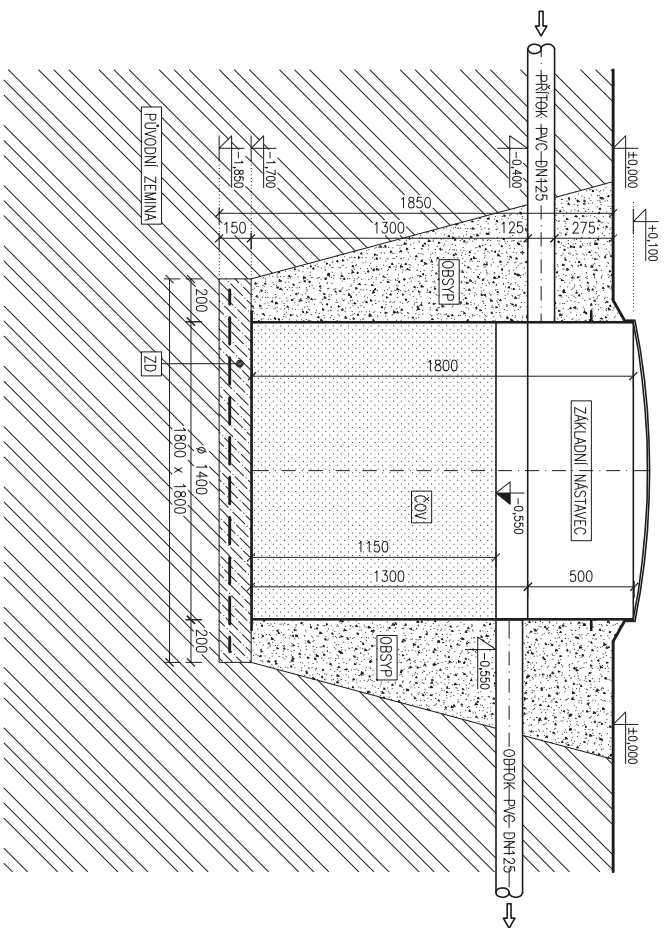 +0,100
±0,000
±0,000
PŘÍTOK PVC DN125
-0,400
1850
275
125
1300
150
-1,700
-1,850
PŮVODNÍ ZEMINA
OBSYP
ZÁKLADNÍ NÁSTAVEC
1800
-0,550
ČOV
1150
1300
500
-0,550
OBSYP
ODTOK PVC DN125
200
ø 1400
200
1800 x 1800
ZD